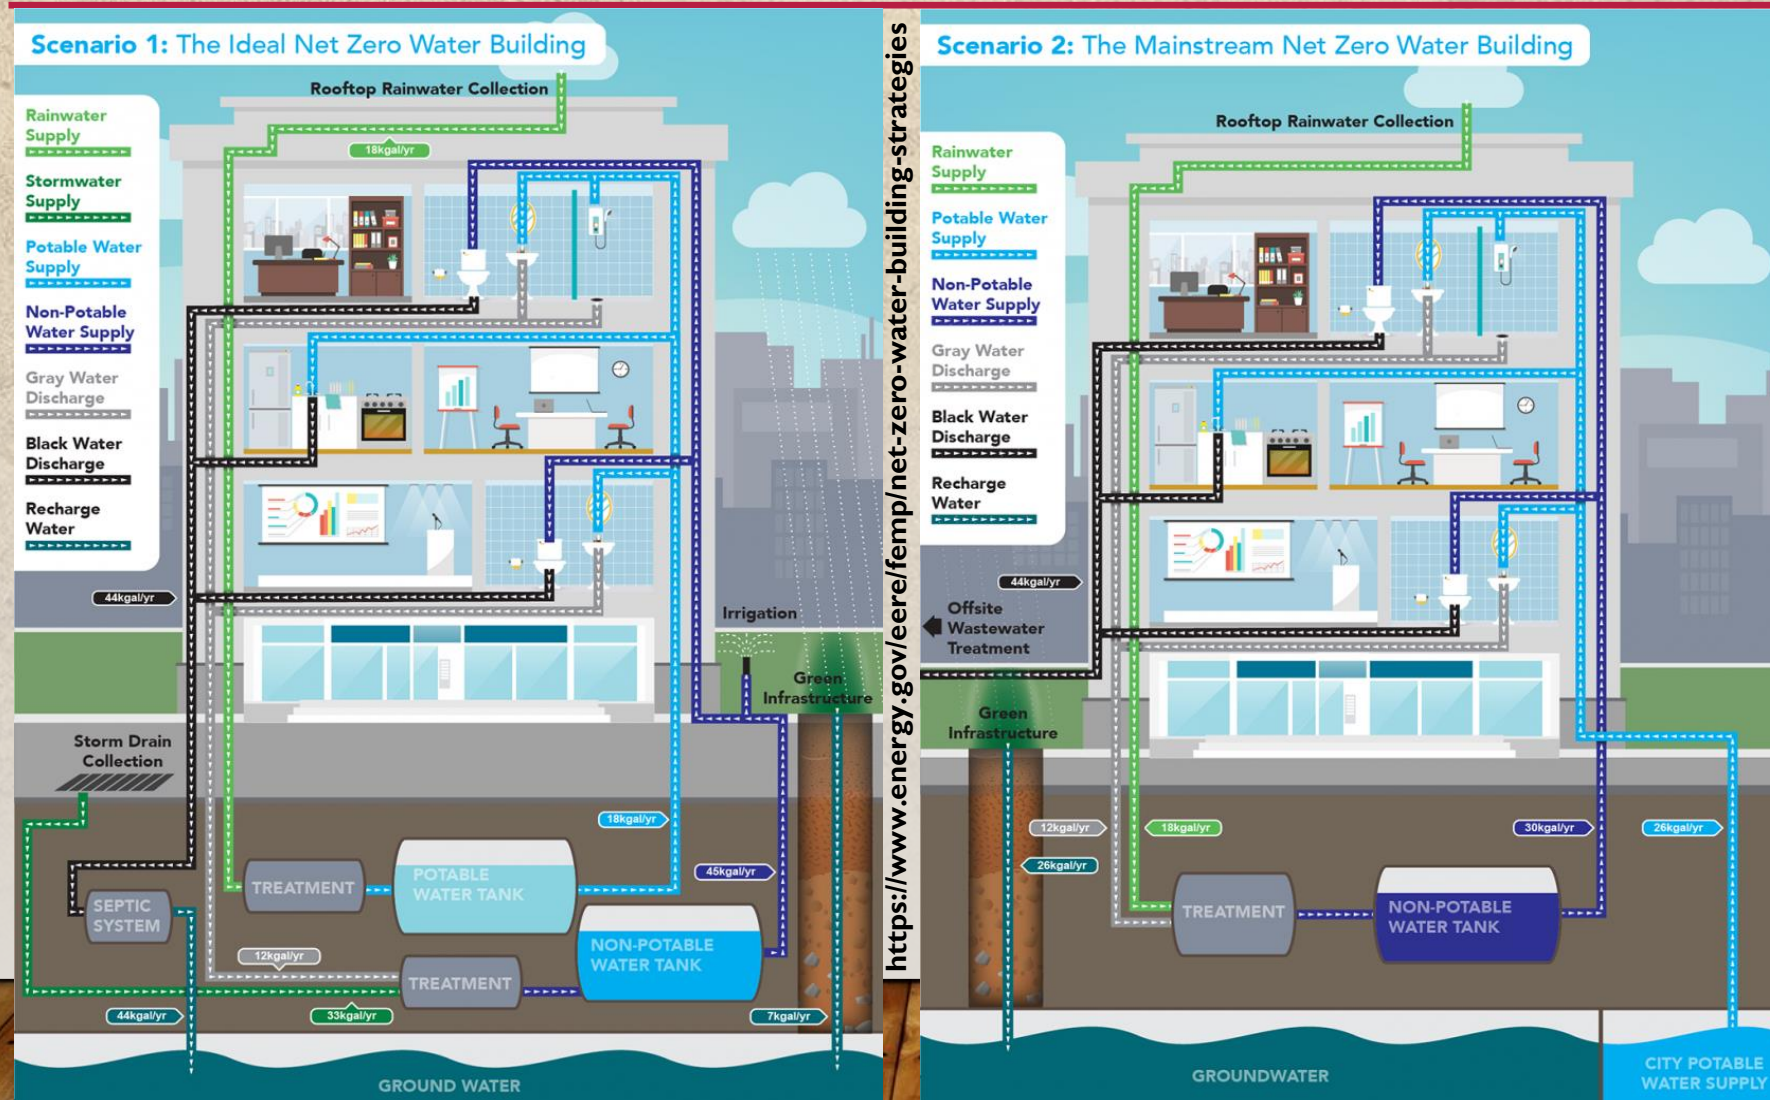 Scenario 1: The Ideal Net Zero Water Building
Rooftop Rainwater Collection
Rainwater
Supply
Stormwater
Supply
Potable Water
Supply
Non-Potable
Water Supply
Gray Water
Discharge
Black Water
Discharge
Recharge
Water
18kgal/yr
44kgal/yr
Irrigation
Green
Infrastructure
Storm Drain
Collection
18kgal/yr
45kgal/yr
TREATMENT
POTABLE
WATER TANK
SEPTIC
SYSTEM
NON-POTABLE
WATER TANK
12kgal/yr
TREATMENT
44kgal/yr
33kgal/yr
7kgal/yr
GROUND WATER
https://www.energy.gov/eere/femp/net-zero-water-building-strategies
Scenario 2: The Mainstream Net Zero Water Building
Rooftop Rainwater Collection
Rainwater
Supply
Potable Water
Supply
Non-Potable
Water Supply
Gray Water
Discharge
Black Water
Discharge
Recharge
Water
44kgal/yr
Offsite
Wastewater
Treatment
Green
Infrastructure
12kgal/yr
18kgal/yr
30kgal/yr
26kgal/yr
26kgal/yr
TREATMENT
NON-POTABLE
WATER TANK
GROUNDWATER
CITY POTABLE
WATER SUPPLY